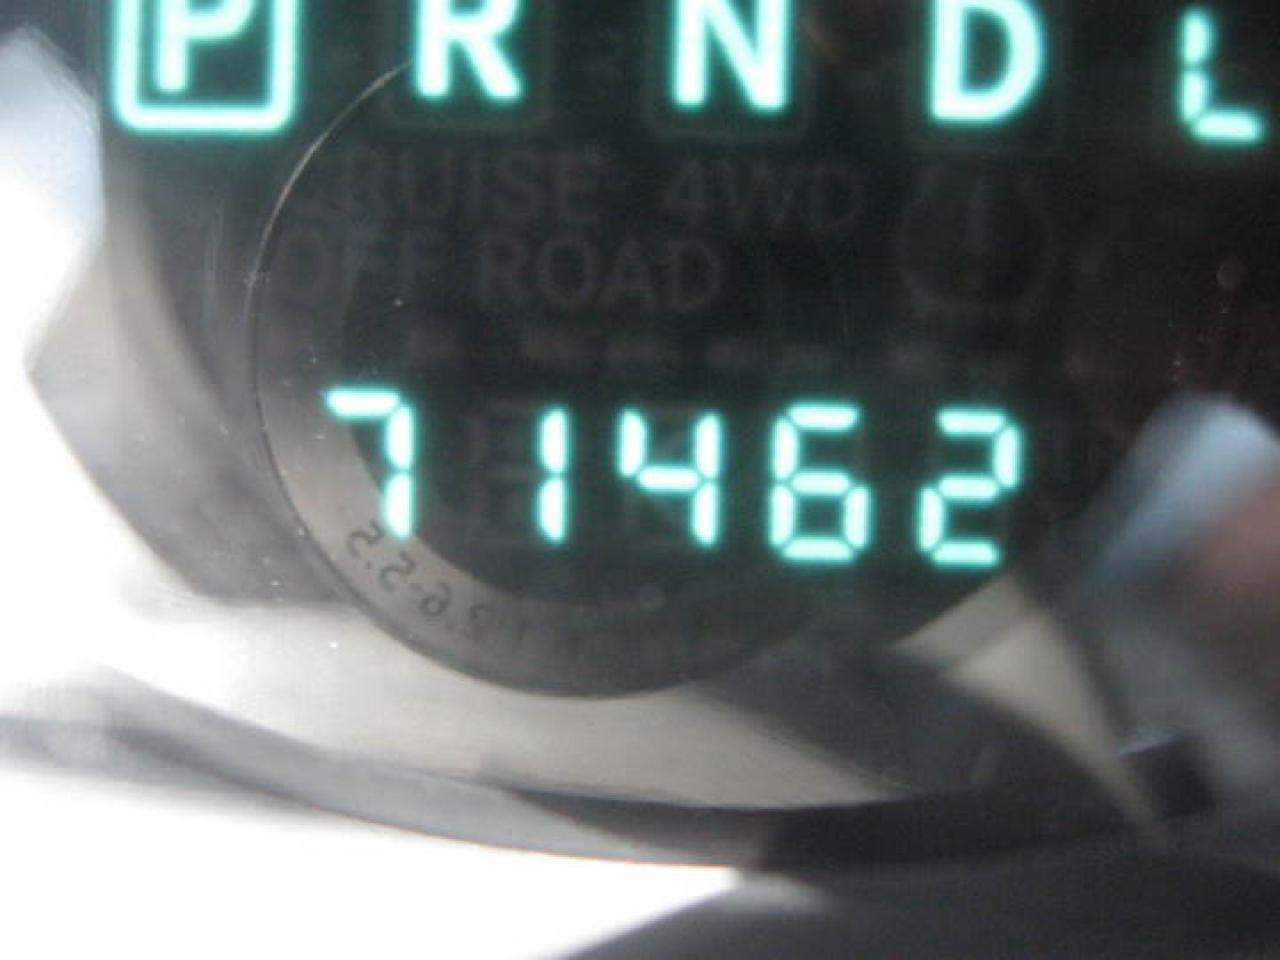 P R N D L
CRUISE 4WD
OFF ROAD
71462